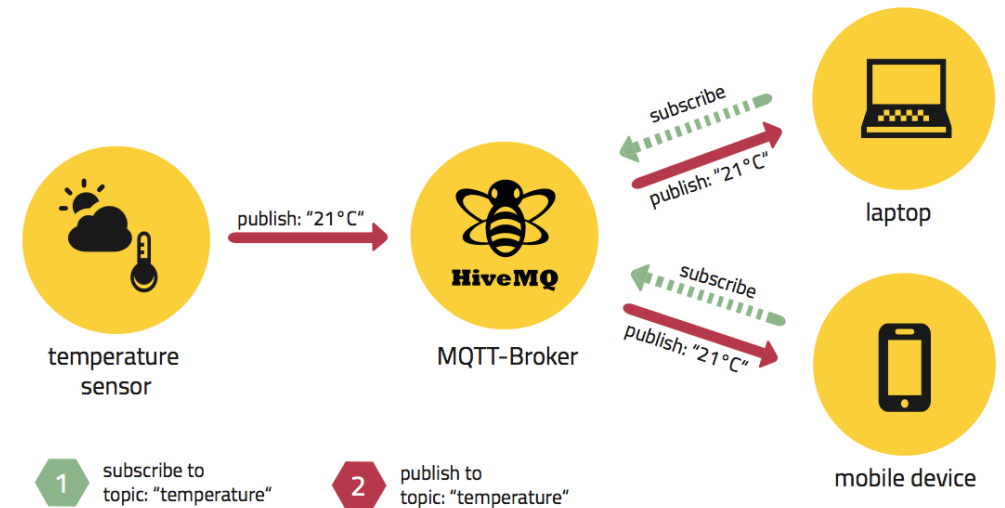 subscribe
publish: “21°C“
laptop
publish: “21°C“
HiveMQ
temperature
sensor
MQTT-Broker
subscribe
publish: “21°C“
mobile device
1
subscribe to
topic: “temperature“
2
publish to
topic: “temperature“